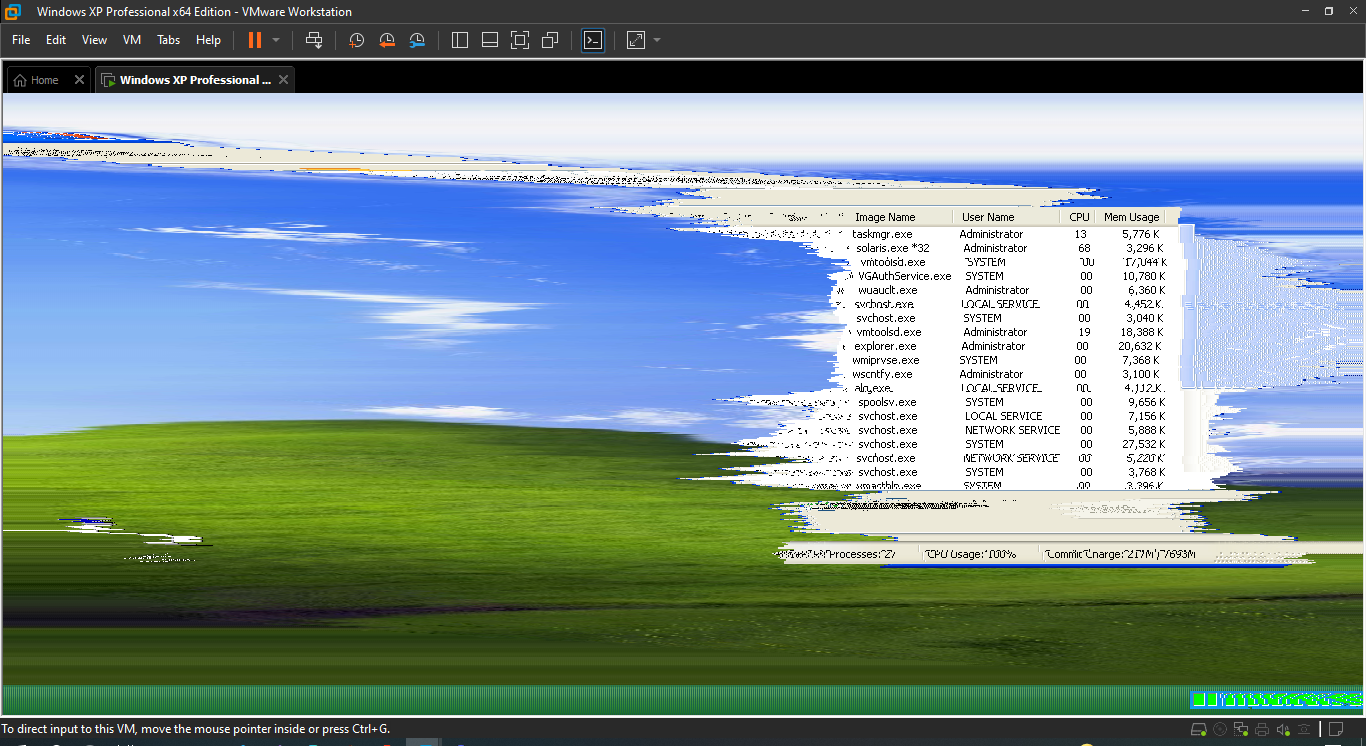 Windows XP Professional x64 Edition - VMware Workstation
File Edit View VM Tabs Help
Home Windows XP Professional ...
Image Name User Name CPU Mem Usage
taskmgr.exe Administrator 13 5,776 K
solaris.exe *32 Administrator 68 3,296 K
vmtoolsd.exe SYSTEM 00 17,044 K
VGAuthService.exe SYSTEM 00 10,780 K
wuauclt.exe Administrator 00 6,360 K
svchost.exe LOCAL SERVICE 00 4,452 K
svchost.exe SYSTEM 00 3,040 K
vmtoolsd.exe Administrator 19 18,388 K
explorer.exe Administrator 00 20,632 K
wmiprvse.exe SYSTEM 00 7,368 K
wscntfy.exe Administrator 00 3,100 K
alg.exe LOCAL SERVICE 00 4,112 K
spoolsv.exe SYSTEM 00 9,656 K
svchost.exe LOCAL SERVICE 00 7,156 K
svchost.exe NETWORK SERVICE 00 5,888 K
svchost.exe SYSTEM 00 27,532 K
svchost.exe NETWORK SERVICE 00 5,220 K
svchost.exe SYSTEM 00 3,768 K
SYSTEM 00 3,396 K
Processes: CPU Usage: 100% Commit Charge:
To direct input to this VM, move the mouse pointer inside or press Ctrl+G.